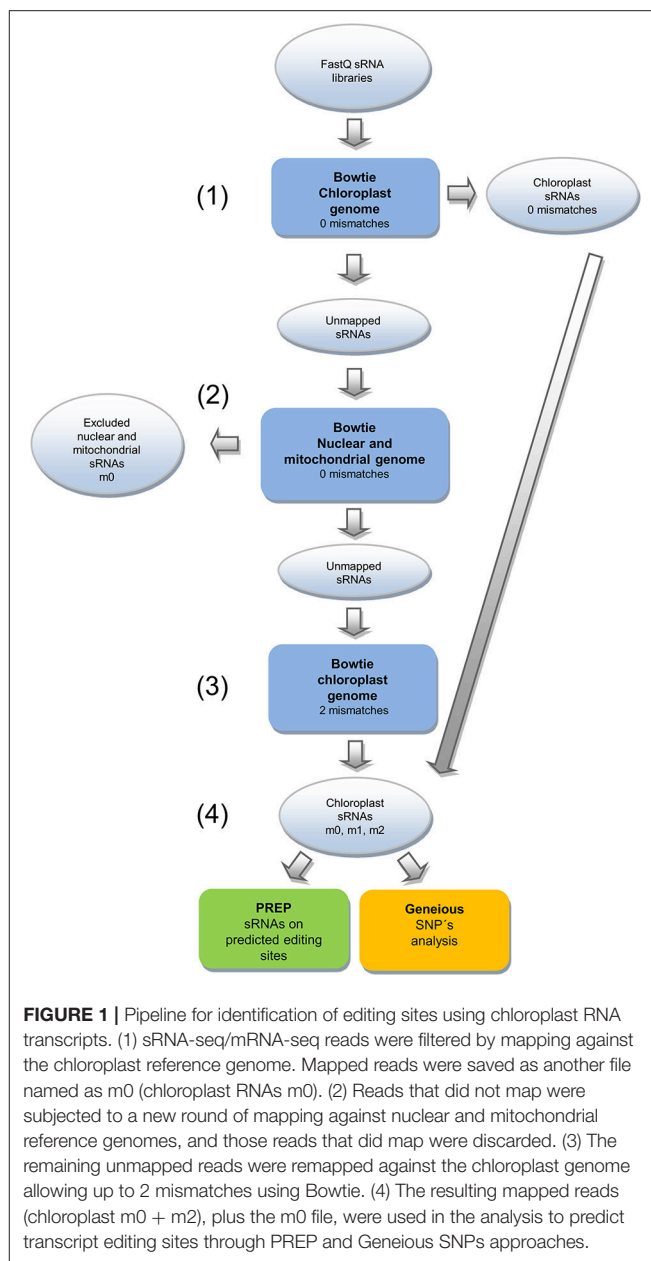 FastQ sRNA
libraries
(1)
Bowtie
Chloroplast
genome
0 mismatches
Chloroplast
sRNAs
0 mismatches
Unmapped
sRNAs
(2)
Excluded
nuclear and
mitochondrial
sRNAs
m0
Bowtie
Nuclear and
mitochondrial genome
0 mismatches
Unmapped
sRNAs
(3)
Bowtie
chloroplast
genome
2 mismatches
(4)
Chloroplast
sRNAs
m0, m1, m2
PREP
sRNAs on
predicted editing
sites
Geneious
SNP´s
analysis
FIGURE 1 | Pipeline for identification of editing sites using chloroplast RNA
transcripts. (1) sRNA-seq/mRNA-seq reads were filtered by mapping against
the chloroplast reference genome. Mapped reads were saved as another file
named as m0 (chloroplast RNAs m0). (2) Reads that did not map were
subjected to a new round of mapping against nuclear and mitochondrial
reference genomes, and those reads that did map were discarded. (3) The
remaining unmapped reads were remapped against the chloroplast genome
allowing up to 2 mismatches using Bowtie. (4) The resulting mapped reads
(chloroplast m0 + m2), plus the m0 file, were used in the analysis to predict
transcript editing sites through PREP and Geneious SNPs approaches.